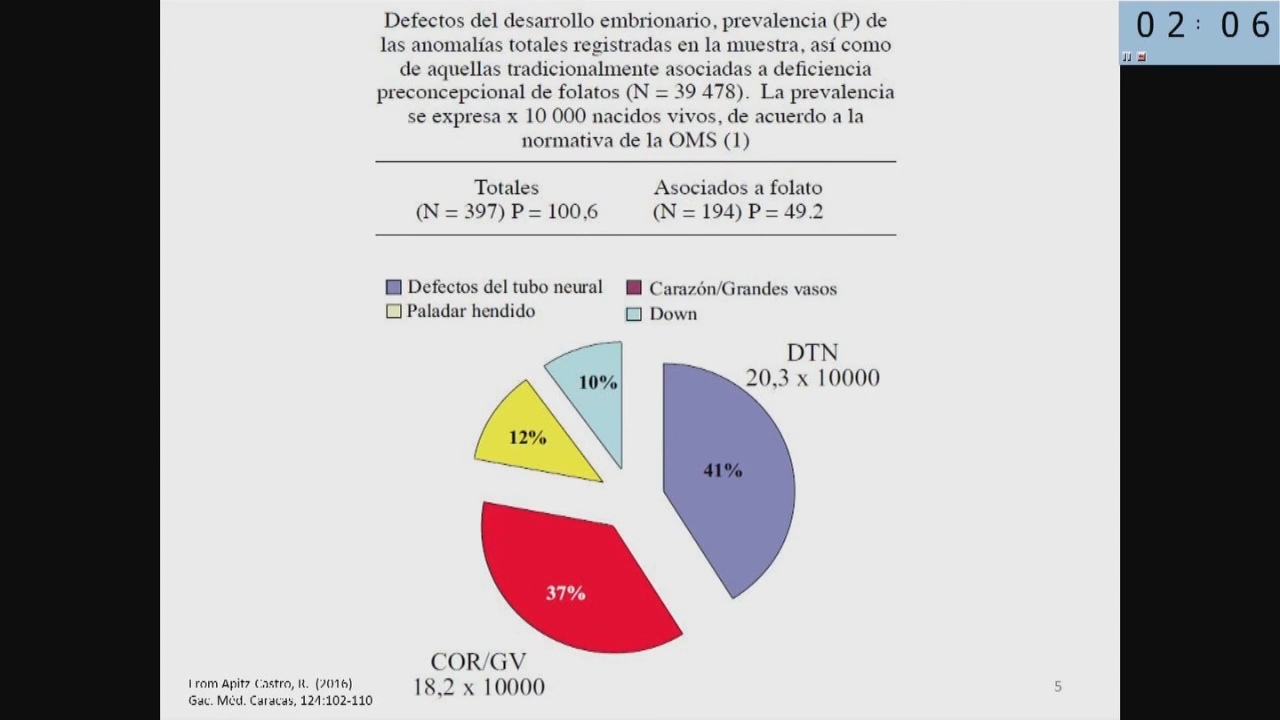 02:06
Defectos del desarrollo embrionario, prevalencia (P) de
las anomalías totales registradas en la muestra, así como
de aquellas tradicionalmente asociadas a deficiencia
preconcepcional de folatos (N = 39 478). La prevalencia
se expresa x 10 000 nacidos vivos, de acuerdo a la
normativa de la OMS (1)
Totales
(N = 397) P = 100,6
Asociados a folato
(N = 194) P = 49.2
Defectos del tubo neural
Carazón/Grandes vasos
Paladar hendido
Down
DTN
20,3 x 10000
10%
12%
41%
37%
COR/GV
18,2 x 10000
From Apitz Castro, R. (2016)
Gac. Méd. Caracas, 124:102-110
5